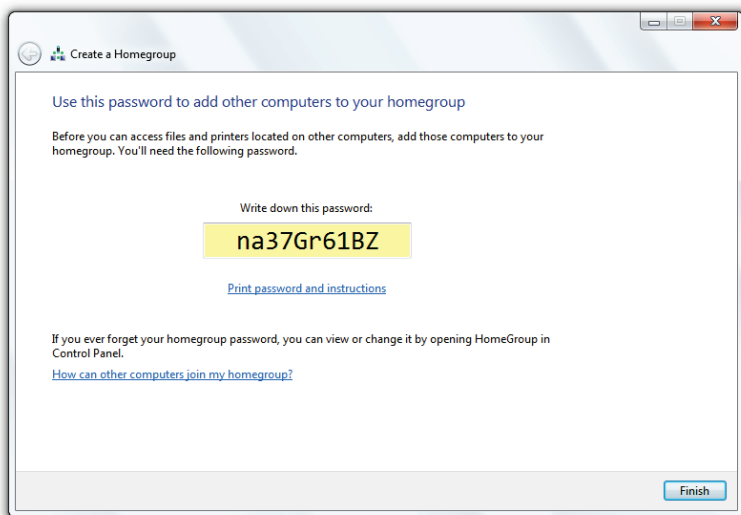 Create a Homegroup
Use this password to add other computers to your homegroup
Before you can access files and printers located on other computers, add those computers to your
homegroup. You'll need the following password.
Write down this password:
na37Gr61BZ
Print password and instructions
If you ever forget your homegroup password, you can view or change it by opening HomeGroup in
Control Panel.
How can other computers join my homegroup?
Finish